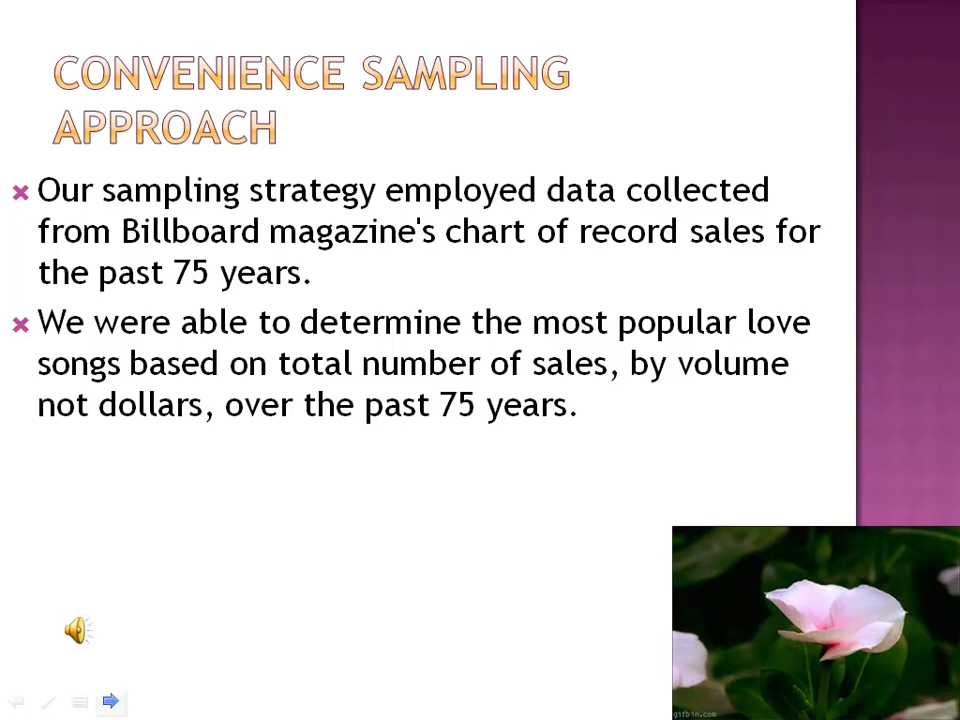 CONVENIENCE SAMPLING
APPROACH
Our sampling strategy employed data collected
from Billboard magazine's chart of record sales for
the past 75 years.
We were able to determine the most popular love
songs based on total number of sales, by volume
not dollars, over the past 75 years.
gifbin.com